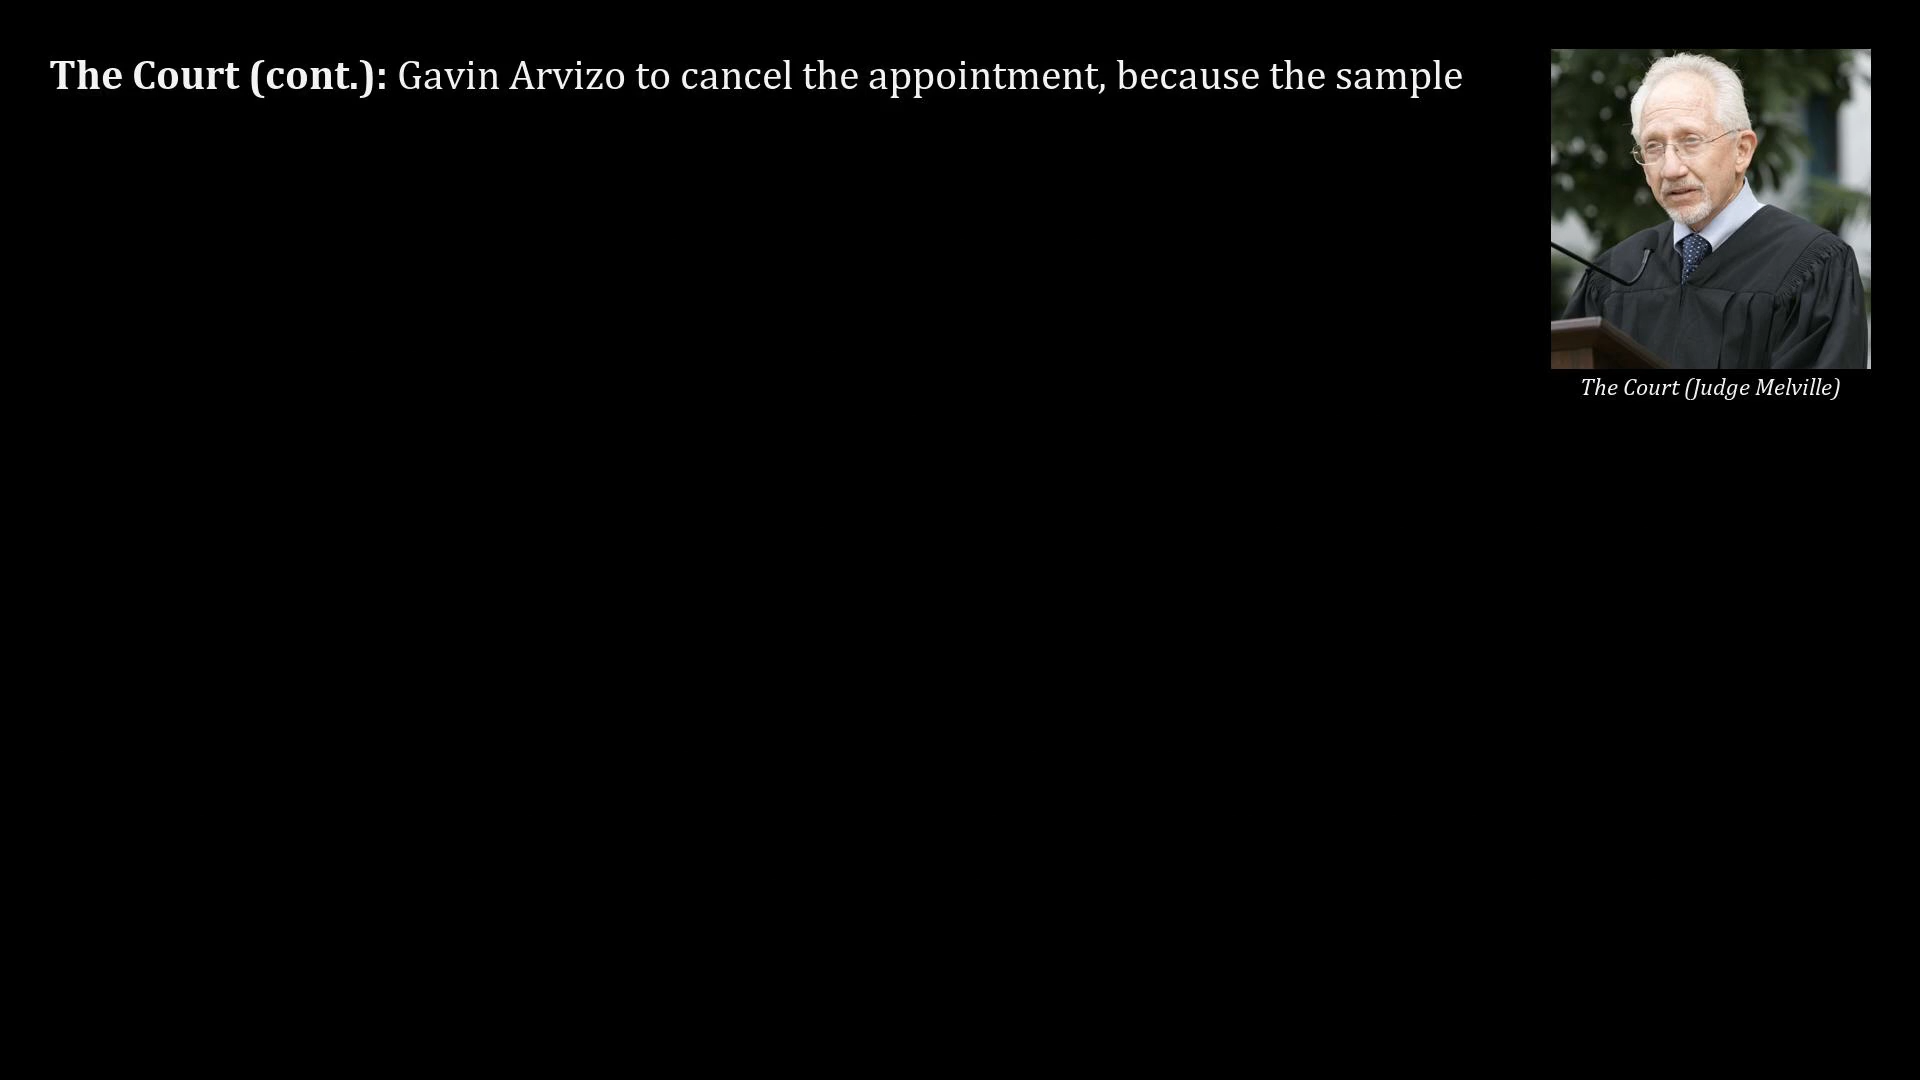 The Court (cont.): Gavin Arvizo to cancel the appointment, because the sample
The Court (Judge Melville)